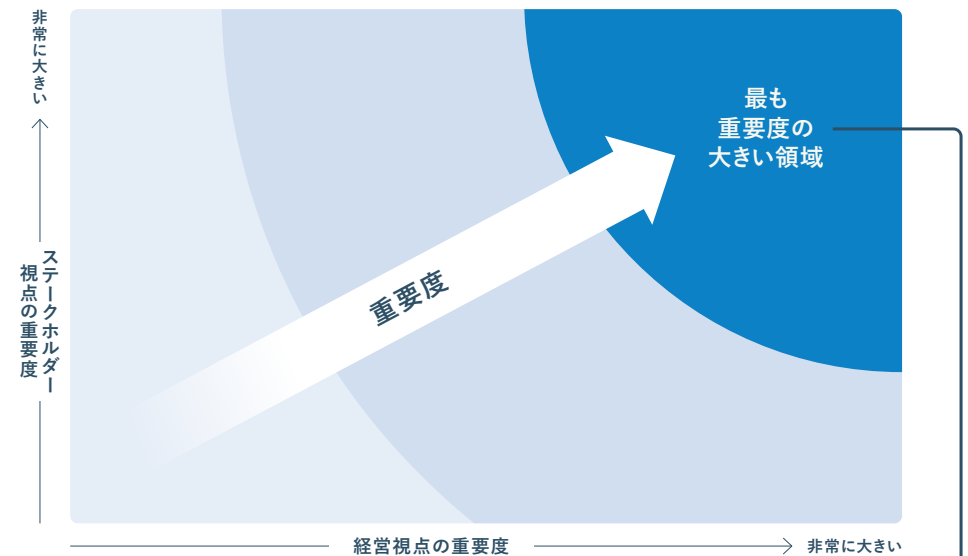 非常に大きい
ステークホルダー
視点の重要度
最も
重要度の
大きい領域
重要度
経営視点の重要度
非常に大きい